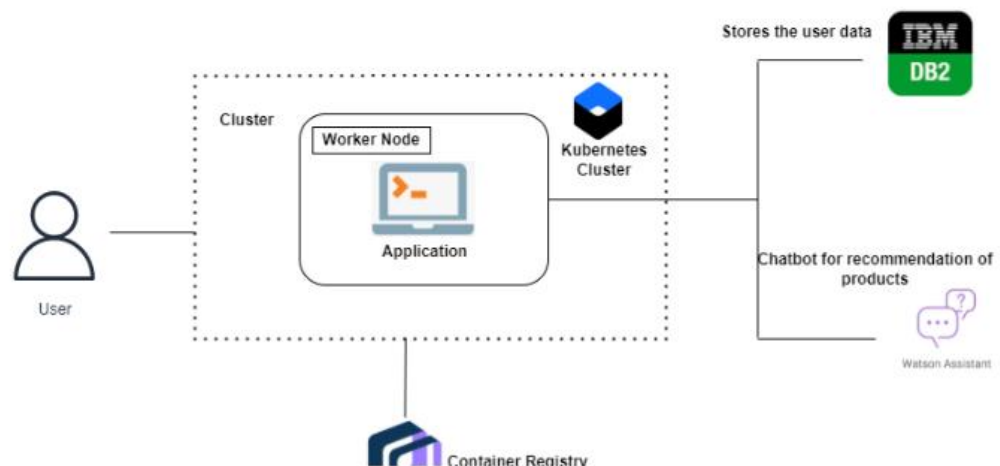 Stores the user data
IBM
DB2
Cluster
Worker Node
Kubernetes
Cluster
Application
User
Chatbot for recommendation of
products
Watson Assistant
Container Registry